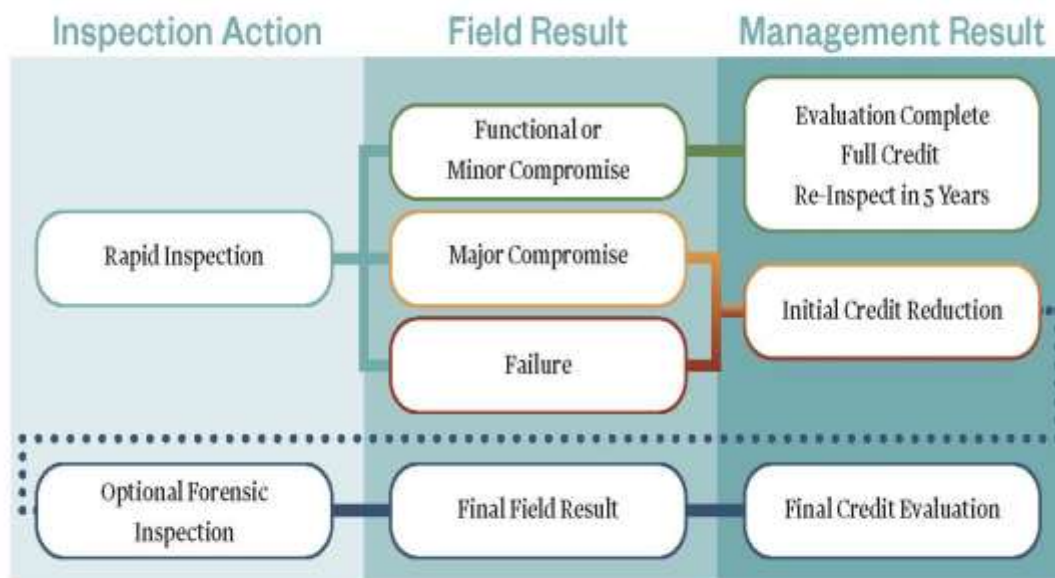 Inspection Action
Field Result
Management Result
Functional or
Minor Compromise
Evaluation Complete
Full Credit
Re-Inspect in 5 Years
Rapid Inspection
Major Compromise
Initial Credit Reduction
Failure
Optional Forensic
Inspection
Final Field Result
Final Credit Evaluation